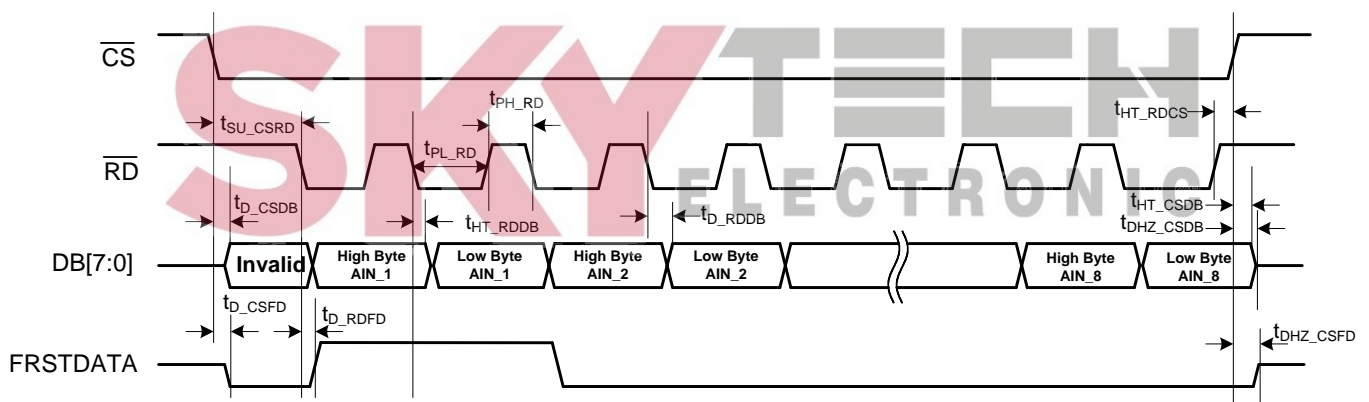 SKYTECH
ELECTRONIC
CS
tPH_RD
tHT_RDCS
tSU_CSRD
tPL_RD
RD
tD_CSDB
tHT_RDDB
tD_RDDB
tHT_CSDB
tDHZ_CSDB
DB[7:0]
Invalid
High Byte
AIN_1
Low Byte
AIN_1
High Byte
AIN_2
Low Byte
AIN_2
High Byte
AIN_8
Low Byte
AIN_8
tD_CSFD
tD_RDFD
tDHZ_CSFD
FRSTDATA